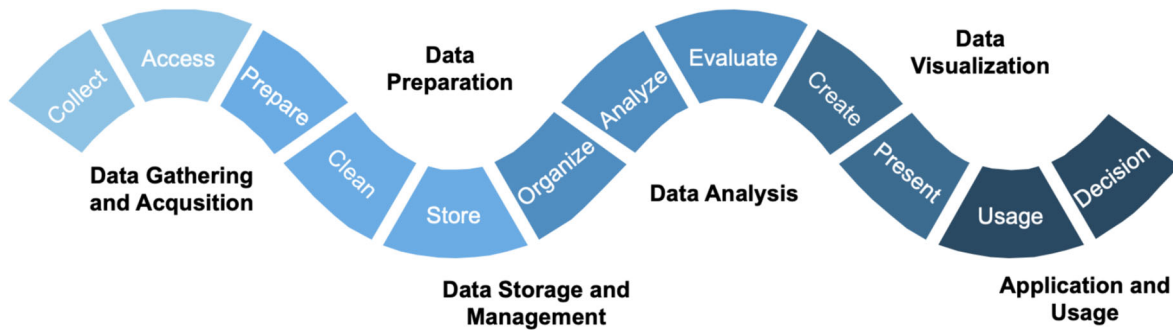 Collect
Access
Prepare
Clean
Store
Organize
Analyze
Evaluate
Create
Present
Usage
Decision
Data Gathering
and Acqusition
Data
Preparation
Data Storage and
Management
Data Analysis
Data
Visualization
Application and
Usage